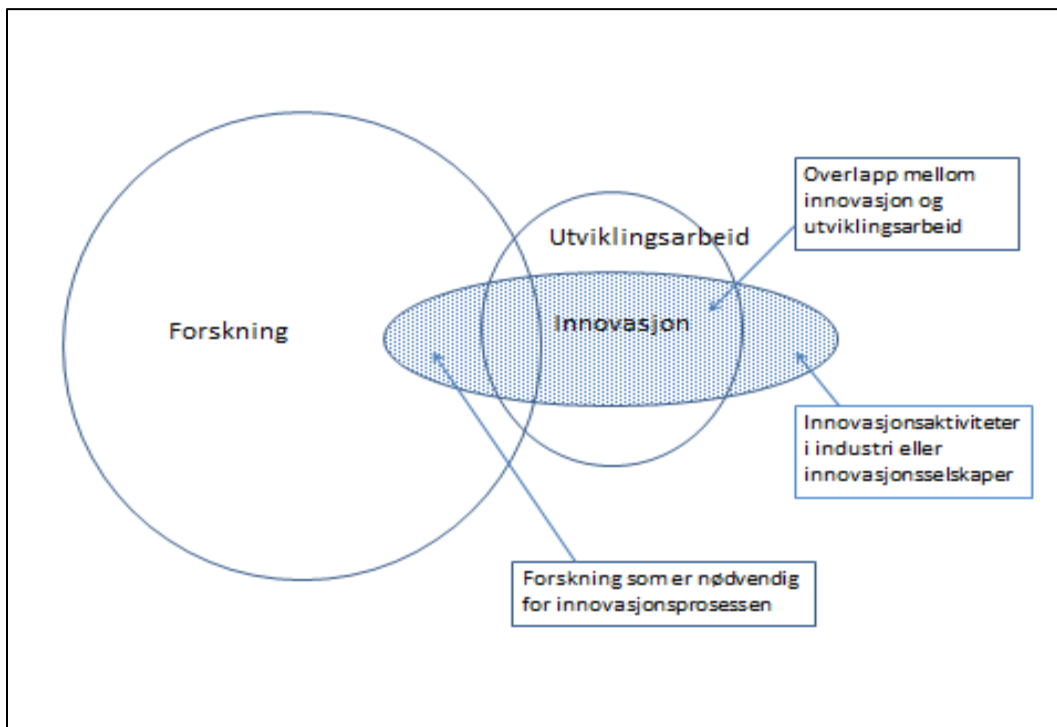 Overlapp mellom
innovasjon og
utviklingsarbeid
Utviklingsarbeid
Forskning
Innovasjon
Innovasjonsaktiviteter
i industri eller
innovasjonsselskaper
Forskning som er nødvendig
for innovasjonsprosessen